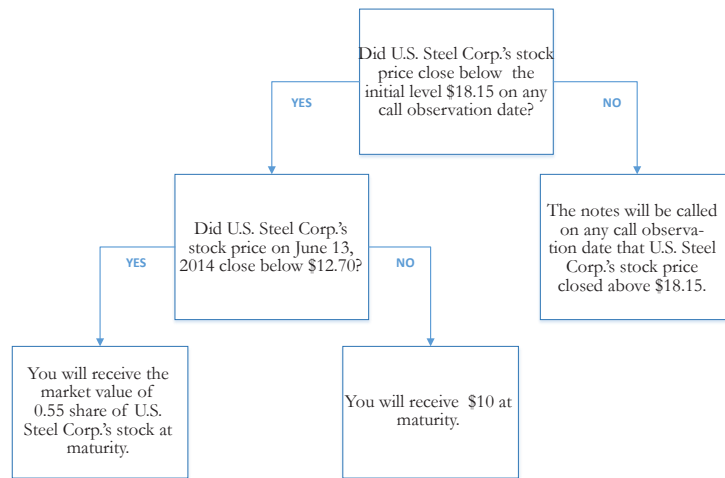 Did U.S. Steel Corp.'s stock
price close below the
initial level $18.15 on any
call observation date?
YES
NO
Did U.S. Steel Corp.'s
stock price on June 13,
2014 close below $12.70?
The notes will be called
on any call observa-
tion date that U.S. Steel
Corp.'s stock price
closed above $18.15.
YES
NO
You will receive the
market value of
0.55 share of U.S.
Steel Corp.'s stock at
maturity.
You will receive $10 at
maturity.